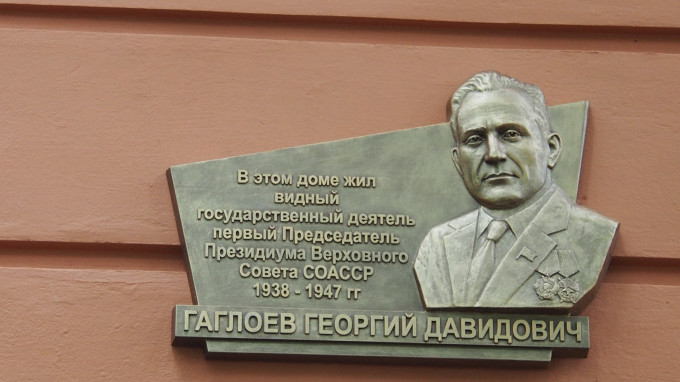 В этом доме жил
видный
государственный деятель
первый Председатель
Президиума Верховного
Совета СОАССР
1938 - 1947 гг
ГАГЛОЕВ ГЕОРГИЙ ДАВИДОВИЧ